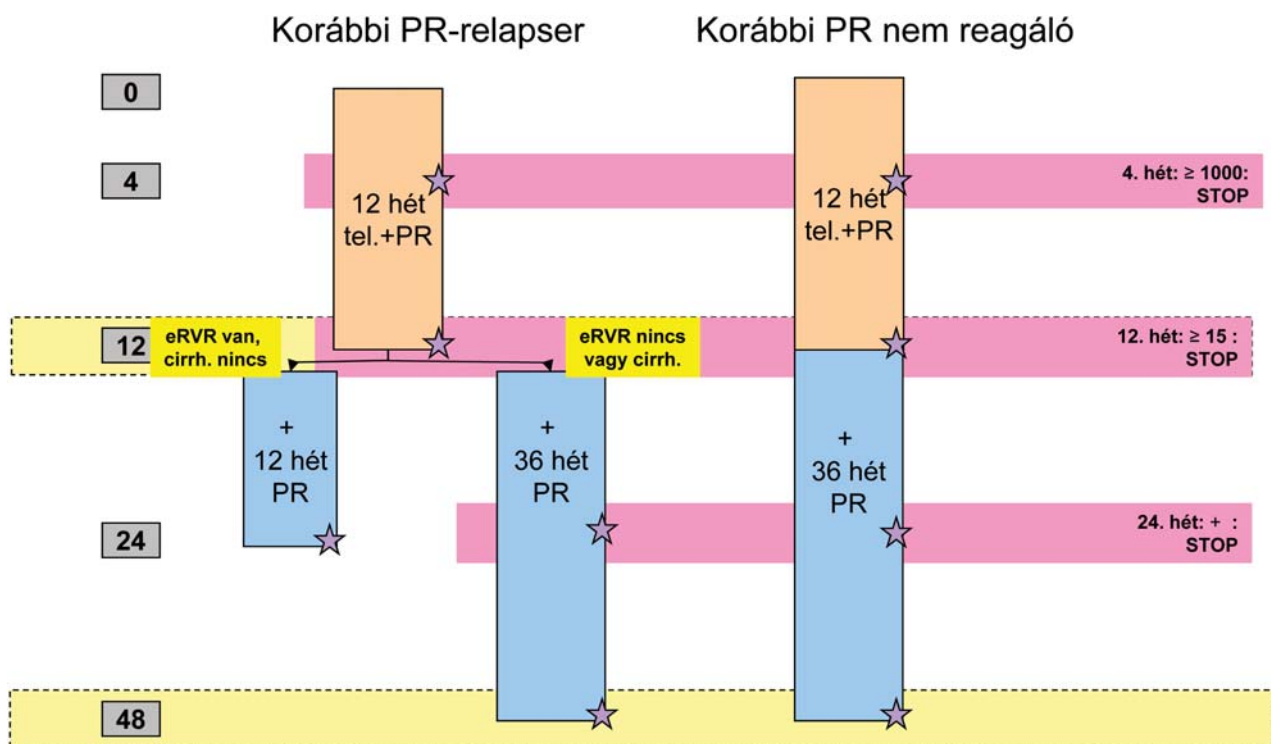 Korábbi PR-relapser
Korábbi PR nem reagáló
0
4
12 hét
tel.+PR
12 hét
tel.+PR
4. hét: ≥ 1000:
STOP
12
eRVR van,
cirrh. nincs
eRVR nincs
vagy cirrh.
12. hét: ≥ 15 :
STOP
+
12 hét
PR
+
36 hét
PR
+
36 hét
PR
24
24. hét: + :
STOP
48